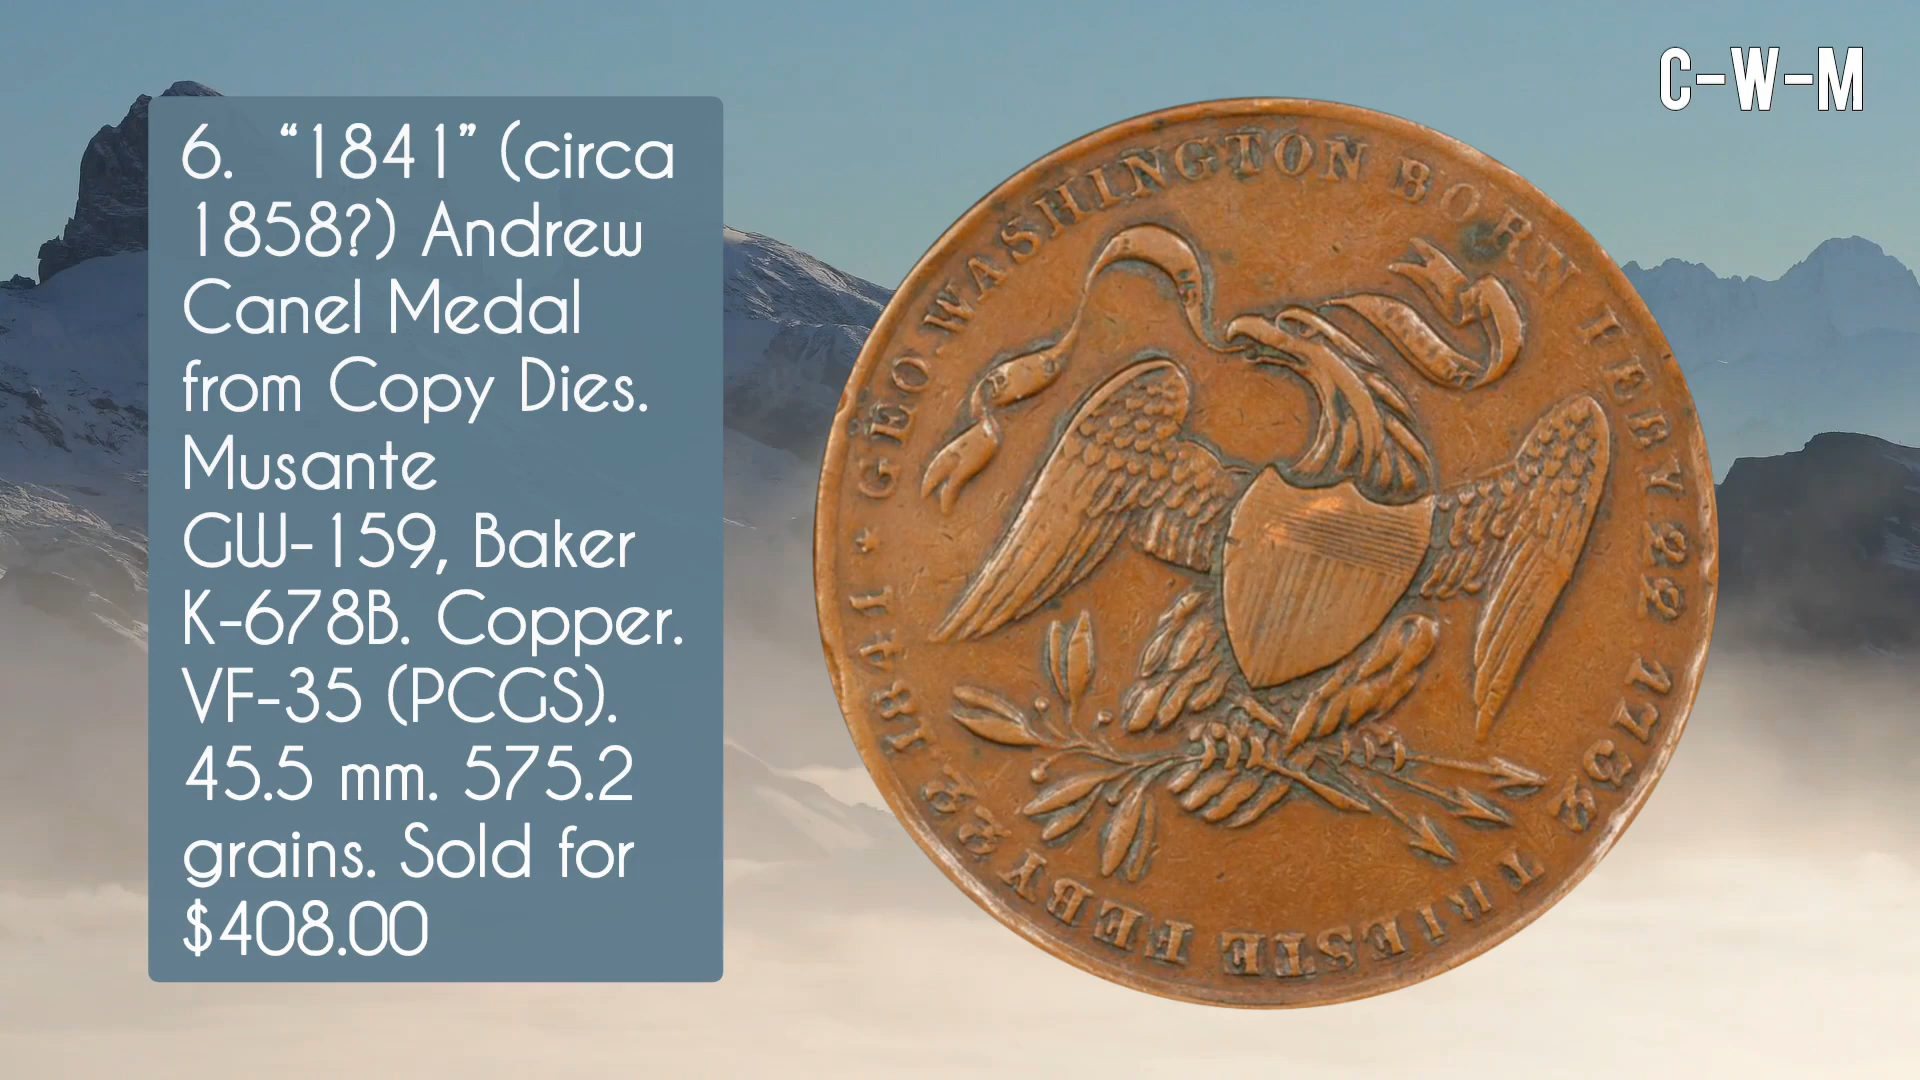 C-W-M
6. “1841” (circa
1858?) Andrew
Canel Medal
from Copy Dies.
Musante
GW-159, Baker
K-678B. Copper.
VF-35 (PCGS).
45.5 mm. 575.2
grains. Sold for
$408.00
GEO. WASHINGTON BORN FEBY 22 1732
TRIESTE FEBY 22 1841